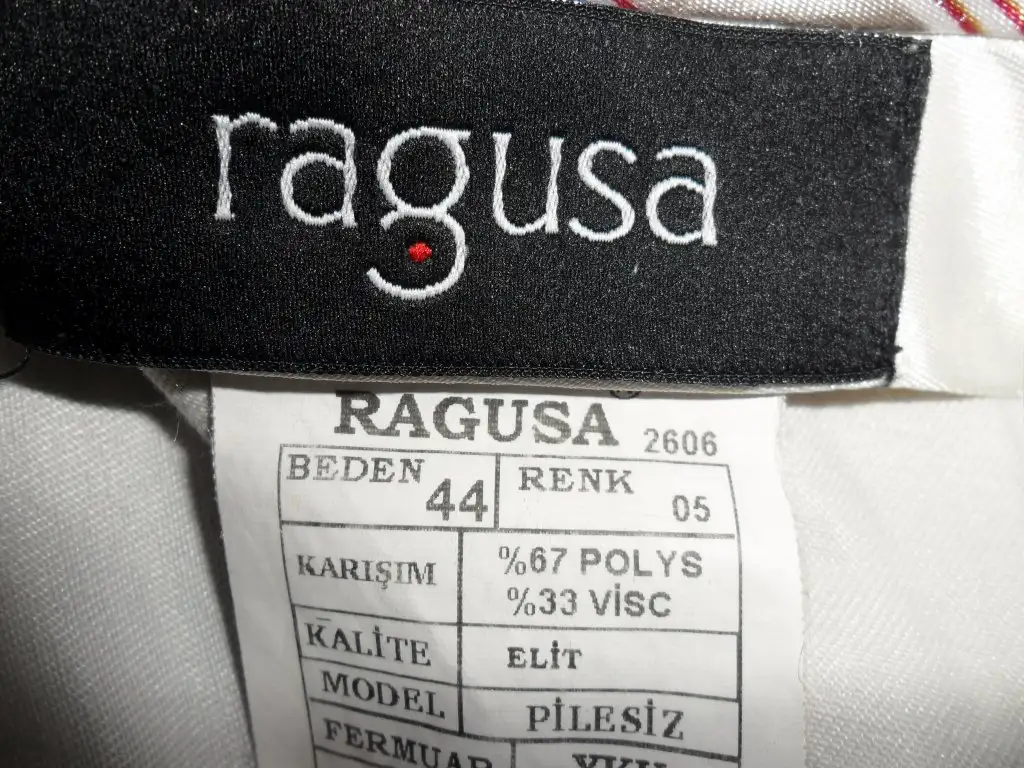 ragusa
RAGUSA 2606
BEDEN 44 RENK 05
KARIŞIM %67 POLYS
%33 VİSC
KALİTE ELİT
MODEL PİLESİZ
FERMUAR